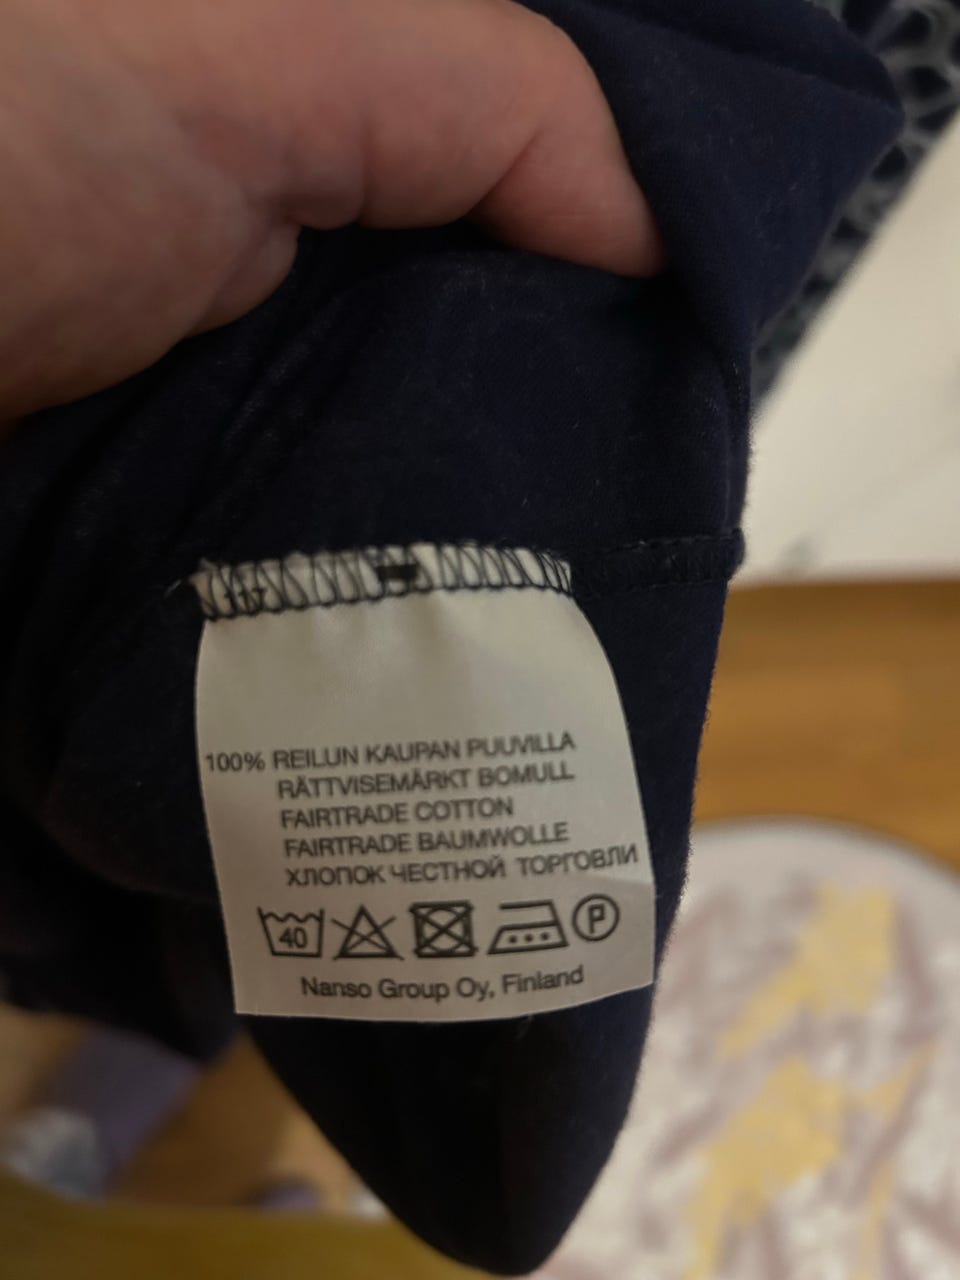 100% REILUN KAUPAN PUUVILLA
RÄTTVISEMÄRKT BOMULL
FAIRTRADE COTTON
FAIRTRADE BAUMWOLLE
ХЛОПОК ЧЕСТНОЙ ТОРГОВЛИ
40 P
Nanso Group Oy, Finland